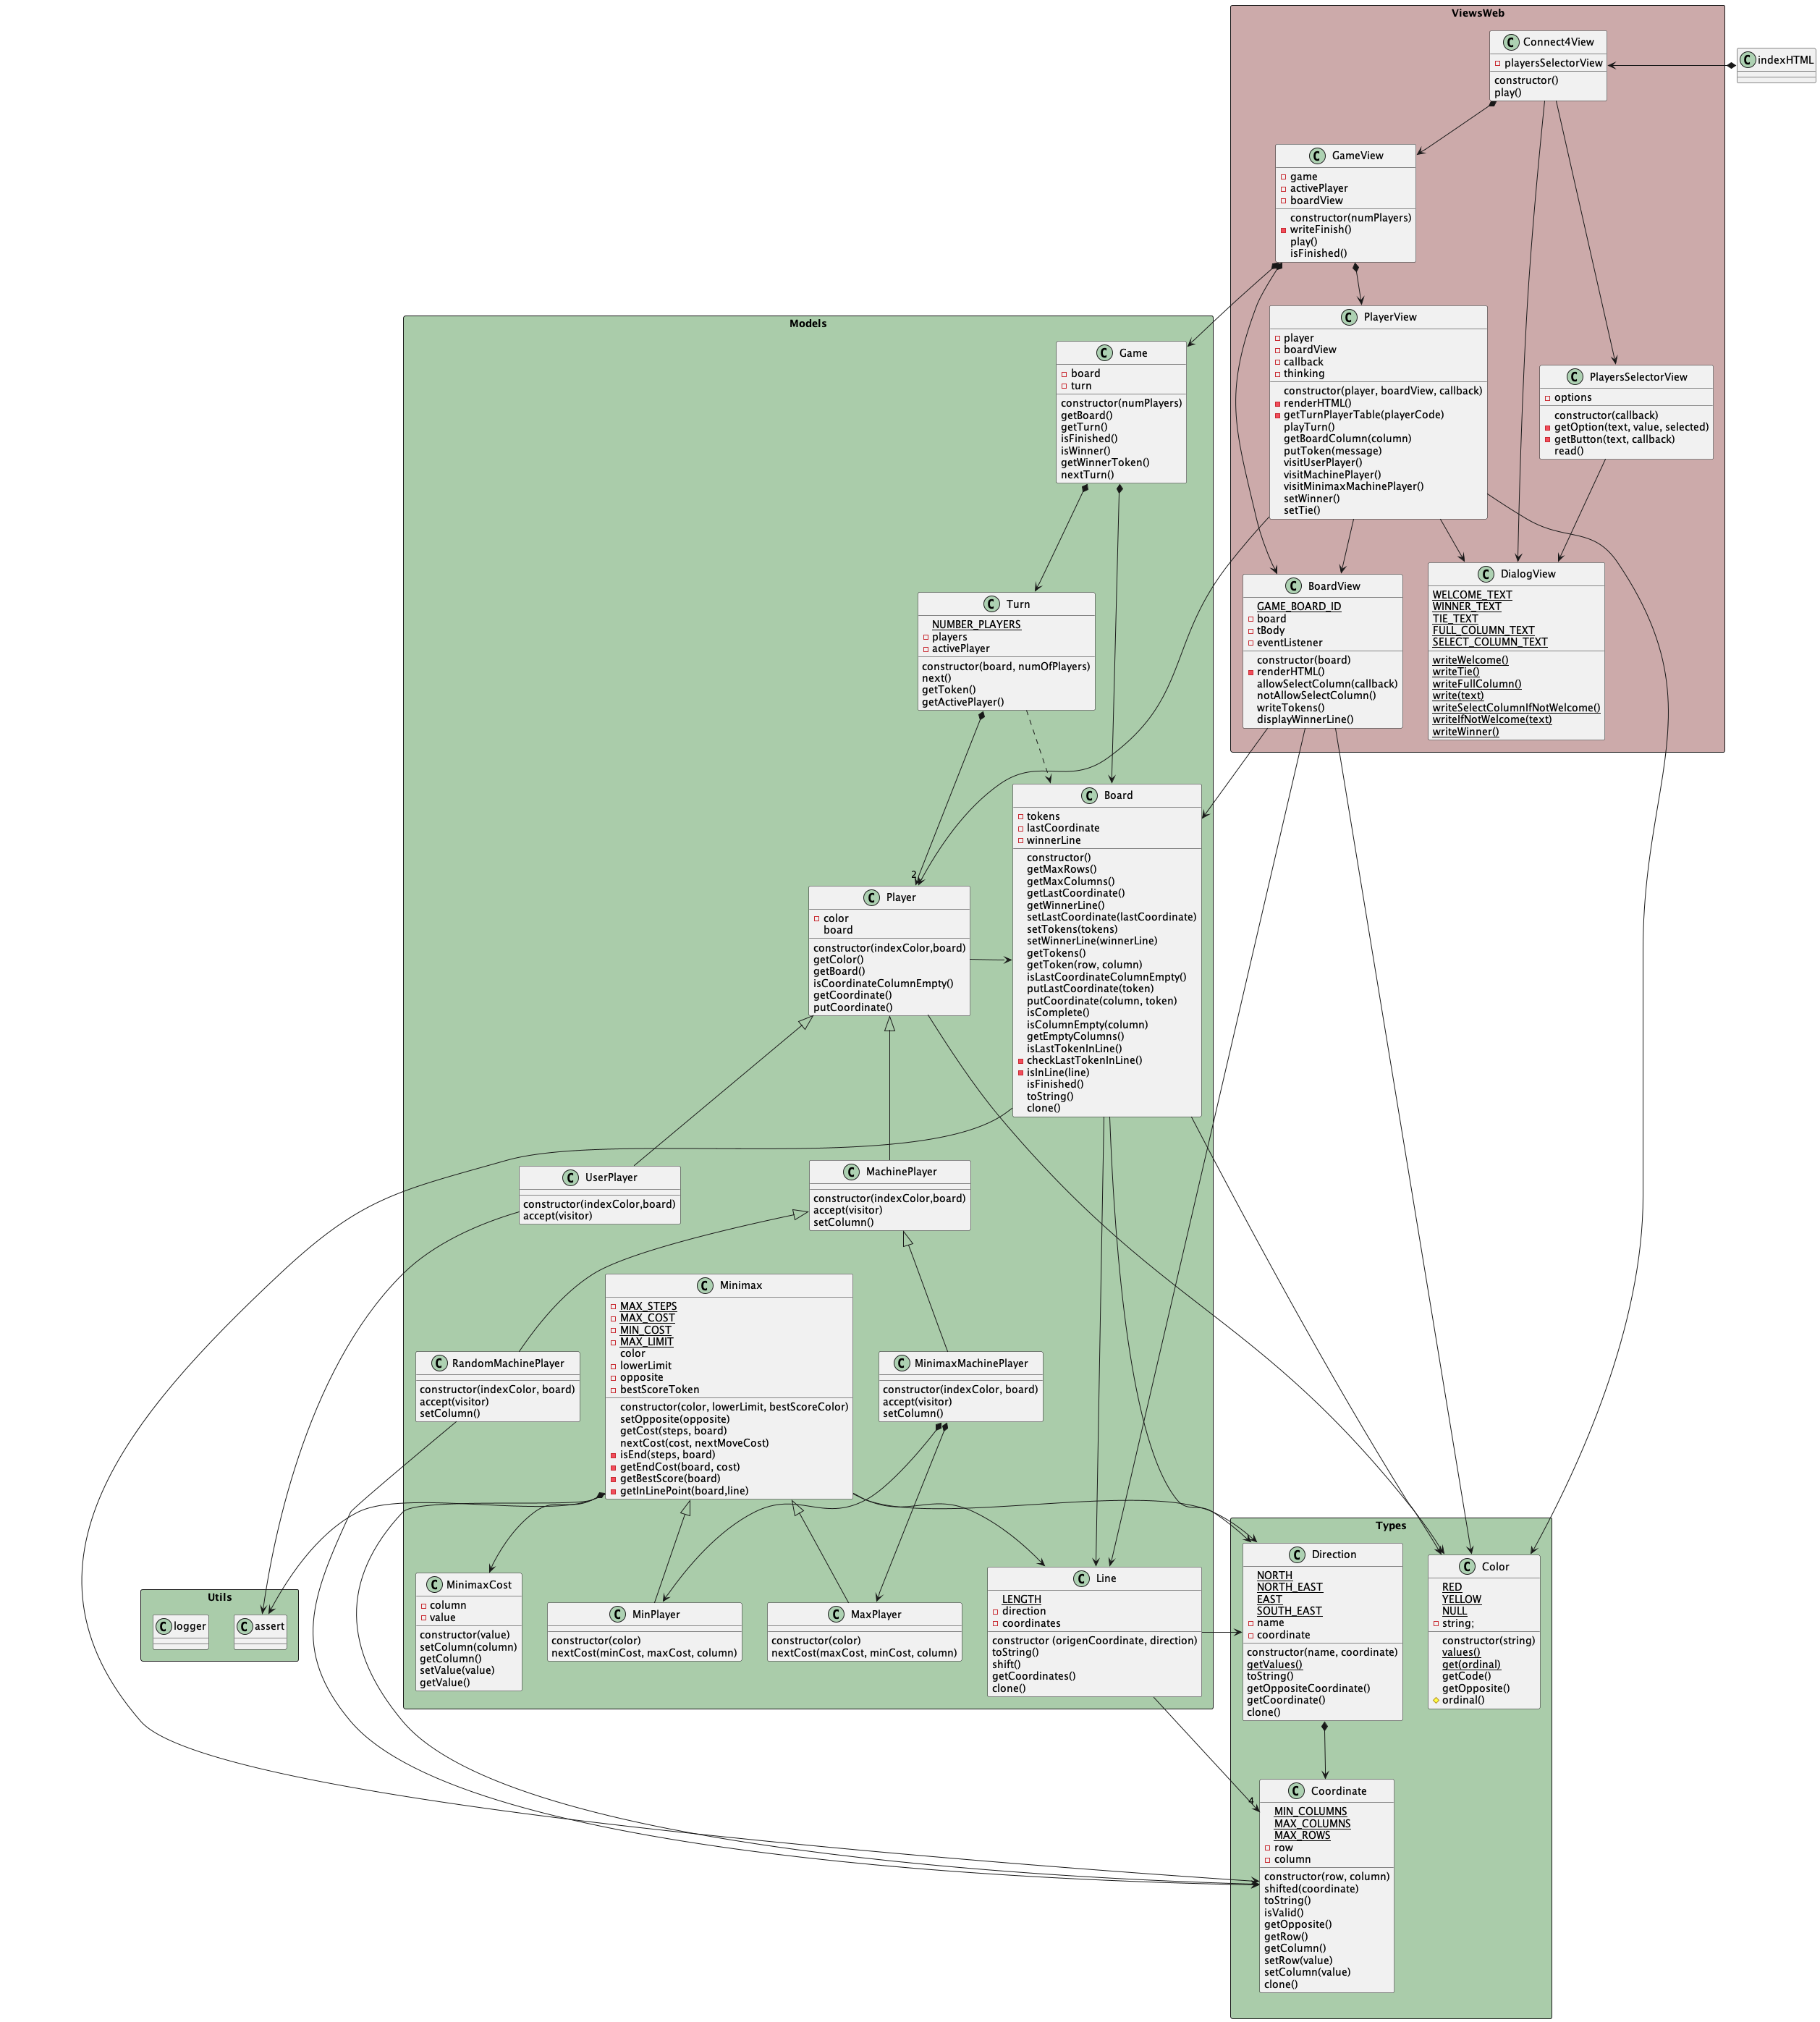 ViewsWeb
C Connect4View
playersSelectorView
constructor()
play()
C indexHTML
C GameView
game
activePlayer
boardView
constructor(numPlayers)
writeFinish()
play()
isFinished()
C PlayerView
player
boardView
callback
thinking
constructor(player, boardView, callback)
renderHTML()
getTurnPlayerTable(playerCode)
playTurn()
getBoardColumn(column)
putToken(message)
visitUserPlayer()
visitMachinePlayer()
visitMinimaxMachinePlayer()
setWinner()
setTie()
C PlayersSelectorView
options
constructor(callback)
getOption(text, value, selected)
getButton(text, callback)
read()
C BoardView
GAME_BOARD_ID
board
tBody
eventListener
constructor(board)
renderHTML()
allowSelectColumn(callback)
notAllowSelectColumn()
writeTokens()
displayWinnerLine()
C DialogView
WELCOME_TEXT
WINNER_TEXT
TIE_TEXT
FULL_COLUMN_TEXT
SELECT_COLUMN_TEXT
writeWelcome()
writeTie()
writeFullColumn()
write(text)
writeSelectColumnIfNotWelcome()
writeIfNotWelcome(text)
writeWinner()
Models
C Game
board
turn
constructor(numPlayers)
getBoard()
getTurn()
isFinished()
isWinner()
getWinnerToken()
nextTurn()
C Turn
NUMBER_PLAYERS
players
activePlayer
constructor(board, numOfPlayers)
next()
getToken()
getActivePlayer()
C Board
tokens
lastCoordinate
winnerLine
constructor()
getMaxRows()
getMaxColumns()
getLastCoordinate()
getWinnerLine()
setLastCoordinate(lastCoordinate)
setTokens(tokens)
setWinnerLine(winnerLine)
getTokens()
getToken(row, column)
isLastCoordinateColumnEmpty()
putLastCoordinate(token)
putCoordinate(column, token)
isComplete()
isColumnEmpty(column)
getEmptyColumns()
isLastTokenInLine()
checkLastTokenInLine()
isInLine(line)
isFinished()
toString()
clone()
2
C Player
color
board
constructor(indexColor,board)
getColor()
getBoard()
isCoordinateColumnEmpty()
getCoordinate()
putCoordinate()
C UserPlayer
constructor(indexColor,board)
accept(visitor)
C MachinePlayer
constructor(indexColor,board)
accept(visitor)
setColumn()
C Minimax
MAX_STEPS
MAX_COST
MIN_COST
MAX_LIMIT
color
lowerLimit
opposite
bestScoreToken
constructor(color, lowerLimit, bestScoreColor)
setOpposite(opposite)
getCost(steps, board)
nextCost(cost, nextMoveCost)
isEnd(steps, board)
getEndCost(board, cost)
getBestScore(board)
getInLinePoint(board,line)
C RandomMachinePlayer
constructor(indexColor, board)
accept(visitor)
setColumn()
C MinimaxMachinePlayer
constructor(indexColor, board)
accept(visitor)
setColumn()
C MinimaxCost
column
value
constructor(value)
setColumn(column)
getColumn()
setValue(value)
getValue()
C MinPlayer
constructor(color)
nextCost(minCost, maxCost, column)
C MaxPlayer
constructor(color)
nextCost(maxCost, minCost, column)
C Line
LENGTH
direction
coordinates
constructor (origenCoordinate, direction)
toString()
shift()
getCoordinates()
clone()
Utils
C logger
C assert
Types
C Direction
NORTH
NORTH_EAST
EAST
SOUTH_EAST
name
coordinate
constructor(name, coordinate)
getValues()
toString()
getOppositeCoordinate()
getCoordinate()
clone()
C Color
RED
YELLOW
NULL
string;
constructor(string)
values()
get(ordinal)
getCode()
getOpposite()
ordinal()
4
C Coordinate
MIN_COLUMNS
MAX_COLUMNS
MAX_ROWS
row
column
constructor(row, column)
shifted(coordinate)
toString()
isValid()
getOpposite()
getRow()
getColumn()
setRow(value)
setColumn(value)
clone()